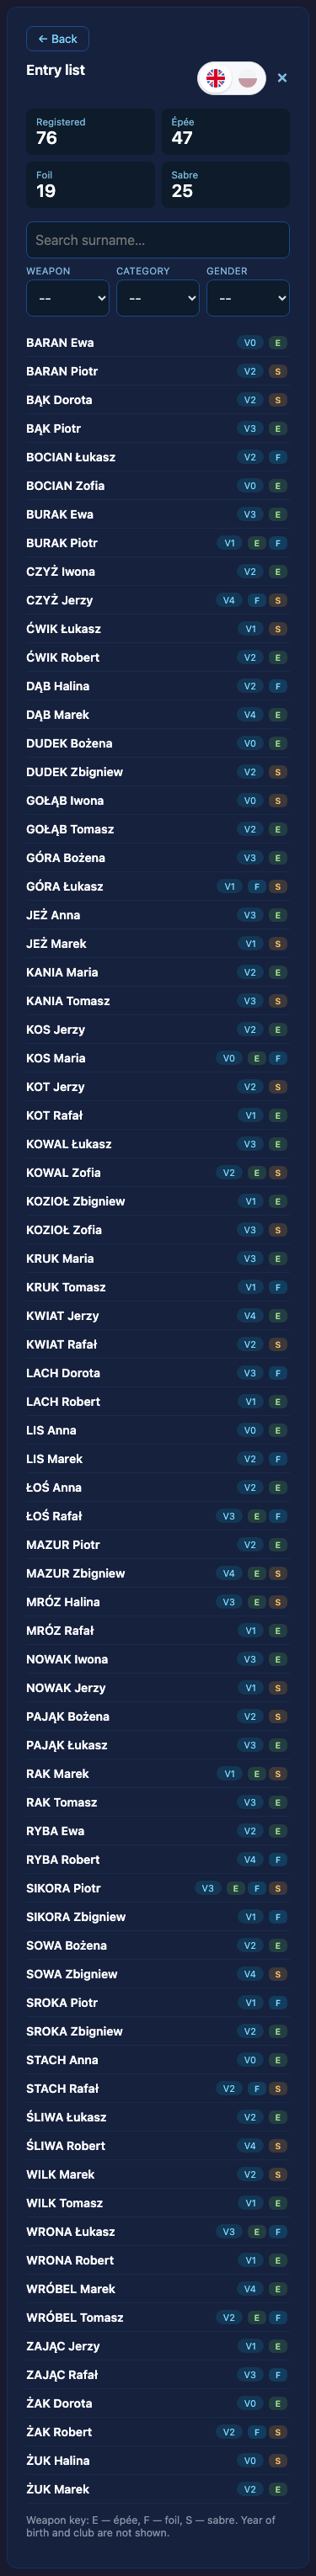 ← Back
Entry list
×
Registered Épée
76 47
Foil Sabre
19 25
Search surname...
WEAPON CATEGORY GENDER
-- -- --
BARAN Ewa V0 E
BARAN Piotr V2 S
BĄK Dorota V2 S
BĄK Piotr V3 E
BOCIAN Łukasz V2 F
BOCIAN Zofia V0 E
BURAK Ewa V3 E
BURAK Piotr V1 E F
CZYŻ Iwona V2 E
CZYŻ Jerzy V4 F S
ĆWIK Łukasz V1 S
ĆWIK Robert V2 E
DĄB Halina V2 F
DĄB Marek V4 E
DUDEK Bożena V0 E
DUDEK Zbigniew V2 S
GOŁĄB Iwona V0 S
GOŁĄB Tomasz V2 E
GÓRA Bożena V3 E
GÓRA Łukasz V1 F S
JEŻ Anna V3 E
JEŻ Marek V1 S
KANIA Maria V2 E
KANIA Tomasz V3 S
KOS Jerzy V2 E
KOS Maria V0 E F
KOT Jerzy V2 S
KOT Rafał V1 E
KOWAL Łukasz V3 E
KOWAL Zofia V2 E S
KOZIOŁ Zbigniew V1 E
KOZIOŁ Zofia V3 S
KRUK Maria V3 E
KRUK Tomasz V1 F
KWIAT Jerzy V4 E
KWIAT Rafał V2 S
LACH Dorota V3 F
LACH Robert V1 E
LIS Anna V0 E
LIS Marek V2 F
ŁOŚ Anna V2 E
ŁOŚ Rafał V3 E F
MAZUR Piotr V2 E
MAZUR Zbigniew V4 E S
MRÓZ Halina V3 E S
MRÓZ Rafał V1 E
NOWAK Iwona V3 E
NOWAK Jerzy V1 S
PAJĄK Bożena V2 S
PAJĄK Łukasz V3 E
RAK Marek V1 E S
RAK Tomasz V3 E
RYBA Ewa V2 E
RYBA Robert V4 F
SIKORA Piotr V3 E F S
SIKORA Zbigniew V1 F
SOWA Bożena V2 E
SOWA Zbigniew V4 S
SROKA Piotr V1 F
SROKA Zbigniew V2 E
STACH Anna V0 E
STACH Rafał V2 F S
ŚLIWA Łukasz V2 E
ŚLIWA Robert V4 S
WILK Marek V2 S
WILK Tomasz V1 E
WRONA Łukasz V3 E F
WRONA Robert V1 E
WRÓBEL Marek V4 E
WRÓBEL Tomasz V2 E F
ZAJĄC Jerzy V1 E
ZAJĄC Rafał V3 F
ŻAK Dorota V0 E
ŻAK Robert V2 F S
ŻUK Halina V0 S
ŻUK Marek V2 E
Weapon key: E — épée, F — foil, S — sabre. Year of
birth and club are not shown.